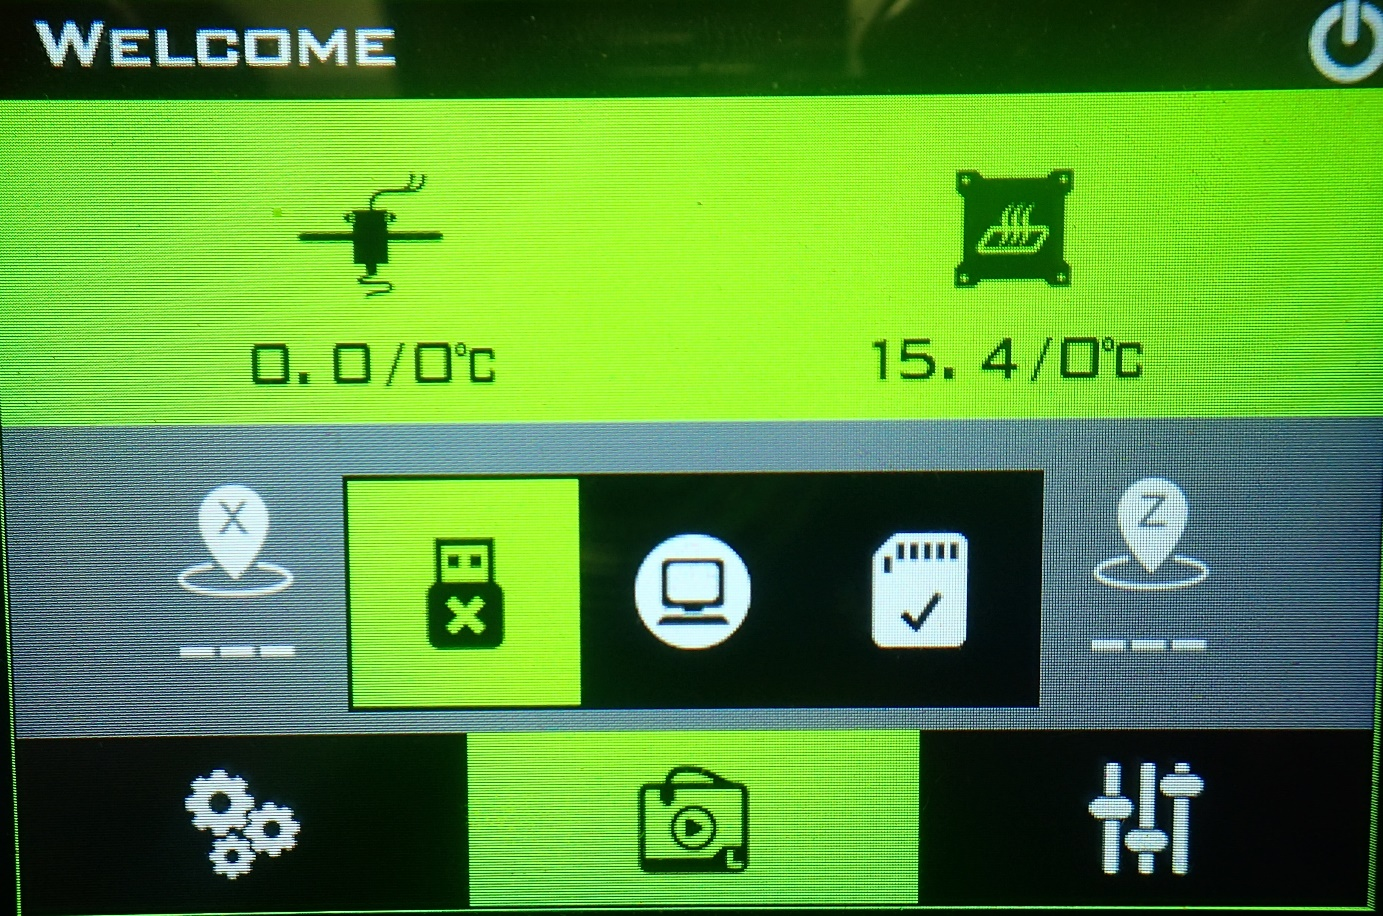 WELCOME
0.0/0°C
15.4/0°C
X
Z
---
---